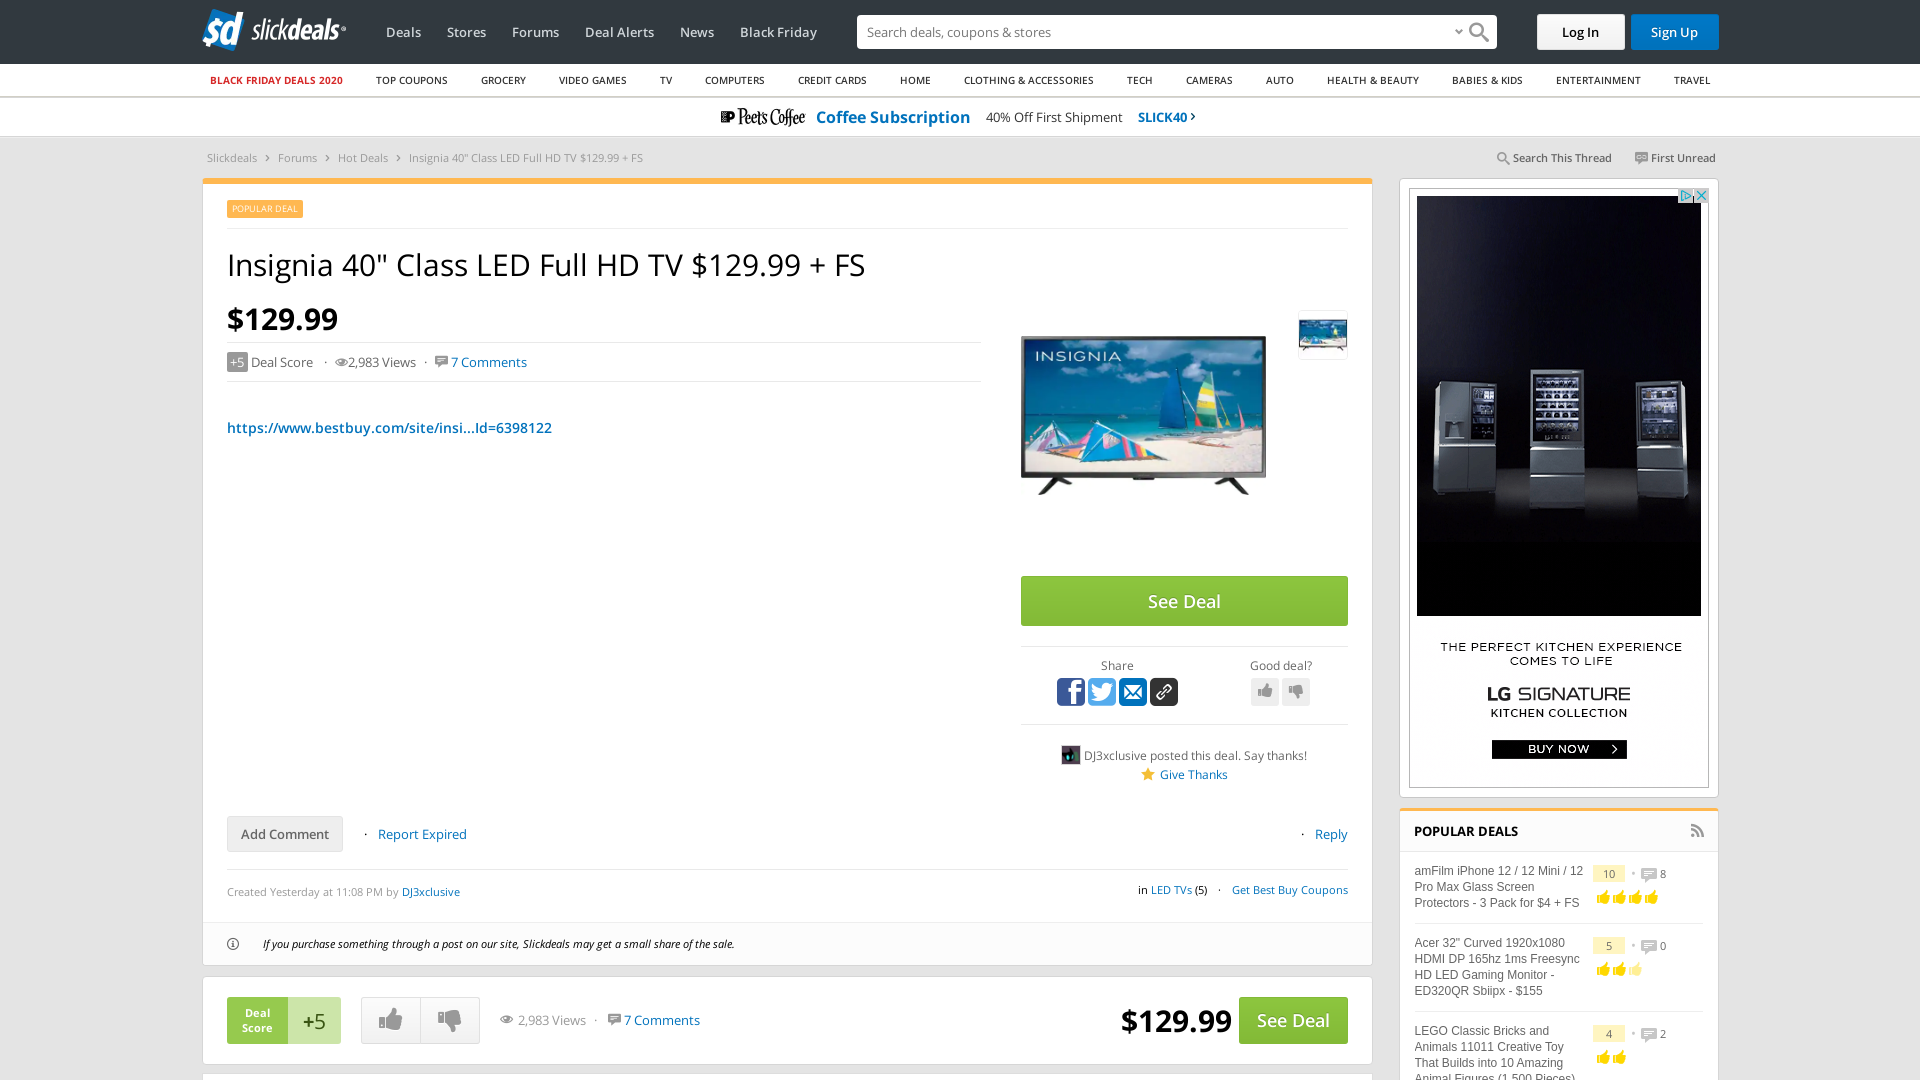 sd slickdeals
Deals Stores Forums Deal Alerts News Black Friday Search deals, coupons & stores Log In Sign Up
BLACK FRIDAY DEALS 2020 TOP COUPONS GROCERY VIDEO GAMES TV COMPUTERS CREDIT CARDS HOME CLOTHING & ACCESSORIES TECH CAMERAS AUTO HEALTH & BEAUTY BABIES & KIDS ENTERTAINMENT TRAVEL
Peet's Coffee Coffee Subscription 40% Off First Shipment SLICK40
Slickdeals Forums Hot Deals Insignia 40" Class LED Full HD TV $129.99 + FS
Search This Thread First Unread
POPULAR DEAL
Insignia 40" Class LED Full HD TV $129.99 + FS
$129.99
+5 Deal Score · 2,983 Views · 7 Comments
https://www.bestbuy.com/site/insi...Id=6398122
INSIGNIA
See Deal
Share Good deal?
DJ3xclusive posted this deal. Say thanks!
Give Thanks
Add Comment · Report Expired · Reply
Created Yesterday at 11:08 PM by DJ3xclusive
in LED TVs (5) · Get Best Buy Coupons
If you purchase something through a post on our site, Slickdeals may get a small share of the sale.
Deal
Score
+5
2,983 Views · 7 Comments
$129.99 See Deal
THE PERFECT KITCHEN EXPERIENCE
COMES TO LIFE
LG SIGNATURE
KITCHEN COLLECTION
BUY NOW
POPULAR DEALS
amFilm iPhone 12 / 12 Mini / 12
Pro Max Glass Screen
Protectors - 3 Pack for $4 + FS
10 8
Acer 32" Curved 1920x1080
HDMI DP 165hz 1ms Freesync
HD LED Gaming Monitor -
ED320QR Sbiipx - $155
5 0
LEGO Classic Bricks and
Animals 11011 Creative Toy
That Builds into 10 Amazing
Animal Figures (1,500 Pieces)
4 2